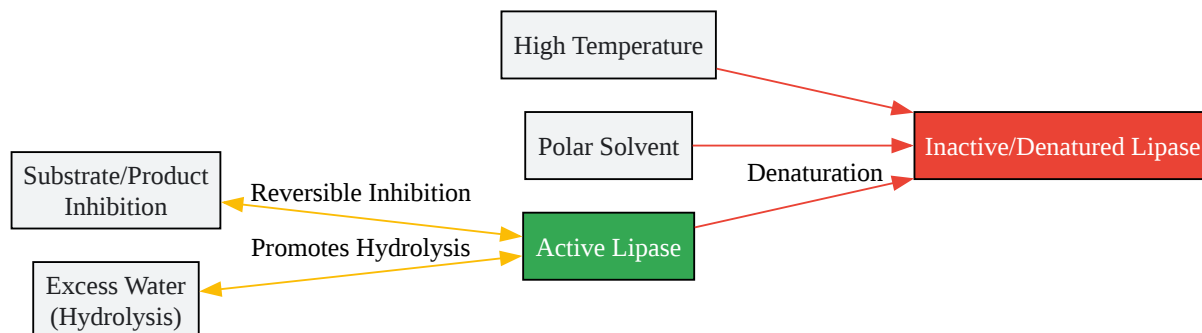 High Temperature
Polar Solvent
Inactive/Denatured Lipase
Denaturation
Substrate/Product
Inhibition
Reversible Inhibition
Promotes Hydrolysis
Active Lipase
Excess Water
(Hydrolysis)